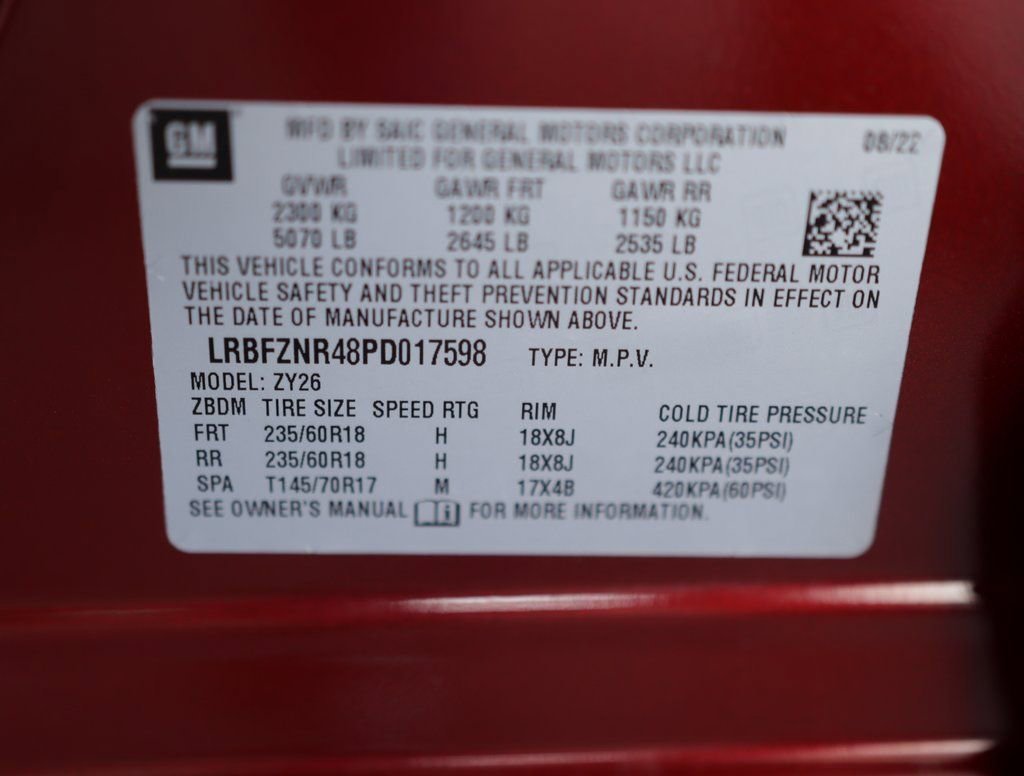 GM
MFD BY SAIC GENERAL MOTORS CORPORATION 08/22
LIMITED FOR GENERAL MOTORS LLC
GVWR GAWR FRT GAWR RR
2300 KG 1200 KG 1150 KG
5070 LB 2645 LB 2535 LB
THIS VEHICLE CONFORMS TO ALL APPLICABLE U.S. FEDERAL MOTOR
VEHICLE SAFETY AND THEFT PREVENTION STANDARDS IN EFFECT ON
THE DATE OF MANUFACTURE SHOWN ABOVE.
LRBFZNR48PD017598 TYPE: M.P.V.
MODEL: ZY26
ZBDM TIRE SIZE SPEED RTG RIM COLD TIRE PRESSURE
FRT 235/60R18 H 18X8J 240KPA(35PSI)
RR 235/60R18 H 18X8J 240KPA(35PSI)
SPA T145/70R17 M 17X4B 420KPA(60PSI)
SEE OWNER'S MANUAL i FOR MORE INFORMATION.